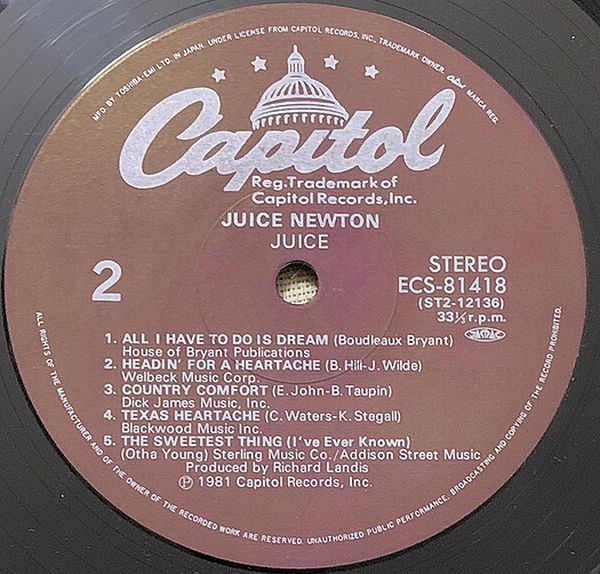 MFD. BY TOSHIBA-EMI LTD. IN JAPAN. UNDER LICENSE FROM CAPITOL RECORDS, INC., TRADEMARK OWNER. MARCA REG.
Capitol
Reg.Trademark of
Capitol Records,Inc.
JUICE NEWTON
JUICE
2
STEREO
ECS-81418
(ST2-12136)
33⅓ r.p.m.
JASRAC
1. ALL I HAVE TO DO IS DREAM (Boudleaux Bryant)
House of Bryant Publications
2. HEADIN' FOR A HEARTACHE (B. Hill-J. Wilde)
Welbeck Music Corp.
3. COUNTRY COMFORT (E. John-B. Taupin)
Dick James Music, Inc.
4. TEXAS HEARTACHE (C. Waters-K. Stegall)
Blackwood Music Inc.
5. THE SWEETEST THING (I've Ever Known)
(Otha Young) Sterling Music Co./Addison Street Music
Produced by Richard Landis
℗ 1981 Capitol Records, Inc.
ALL RIGHTS OF THE MANUFACTURER AND OF THE OWNER OF THE RECORDED WORK ARE RESERVED. UNAUTHORIZED PUBLIC PERFORMANCE, BROADCASTING AND COPYING OF THE RECORD PROHIBITED.